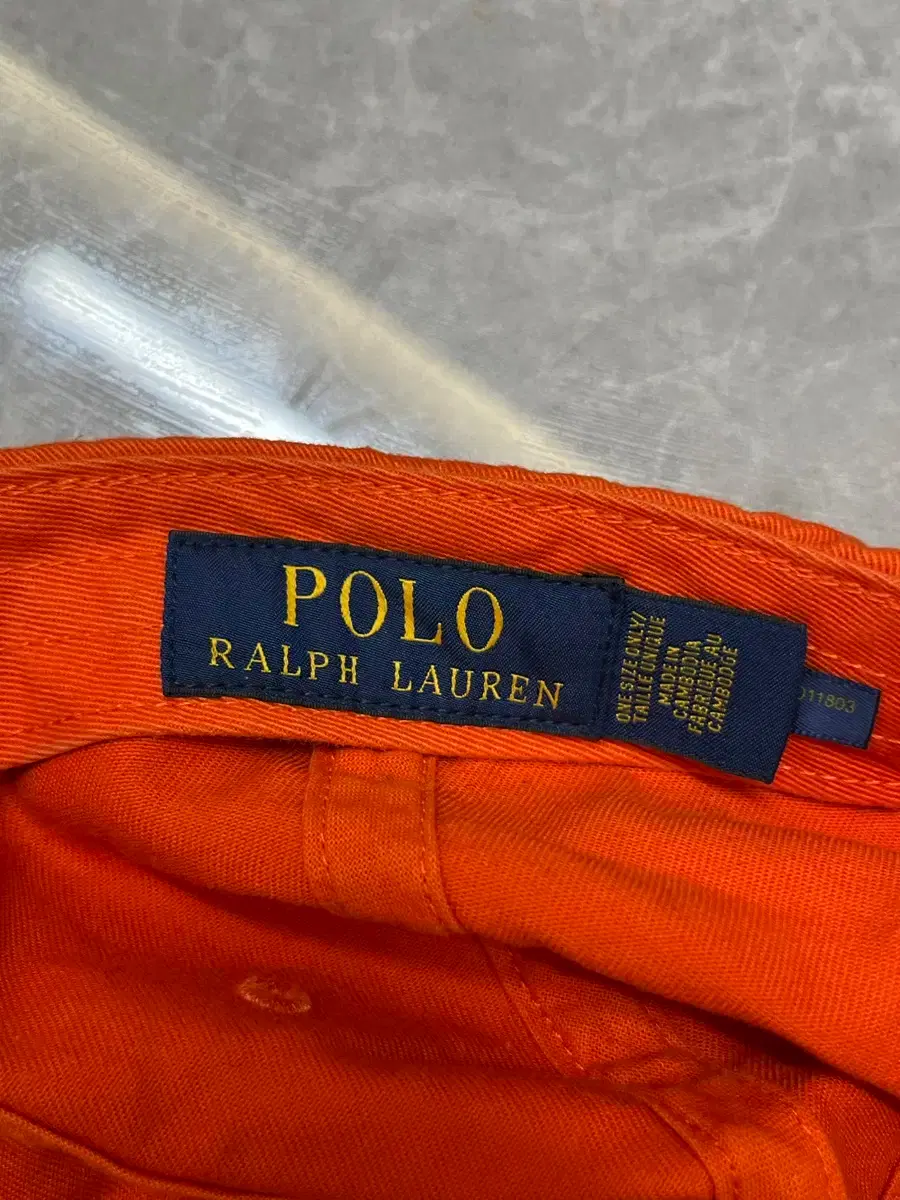 POLO
RALPH LAUREN
ONE SIZE ONLY/
TAILLE UNIQUE
MADE IN
CAMBODIA
FABRIQUE AU
CAMBODGE
011803